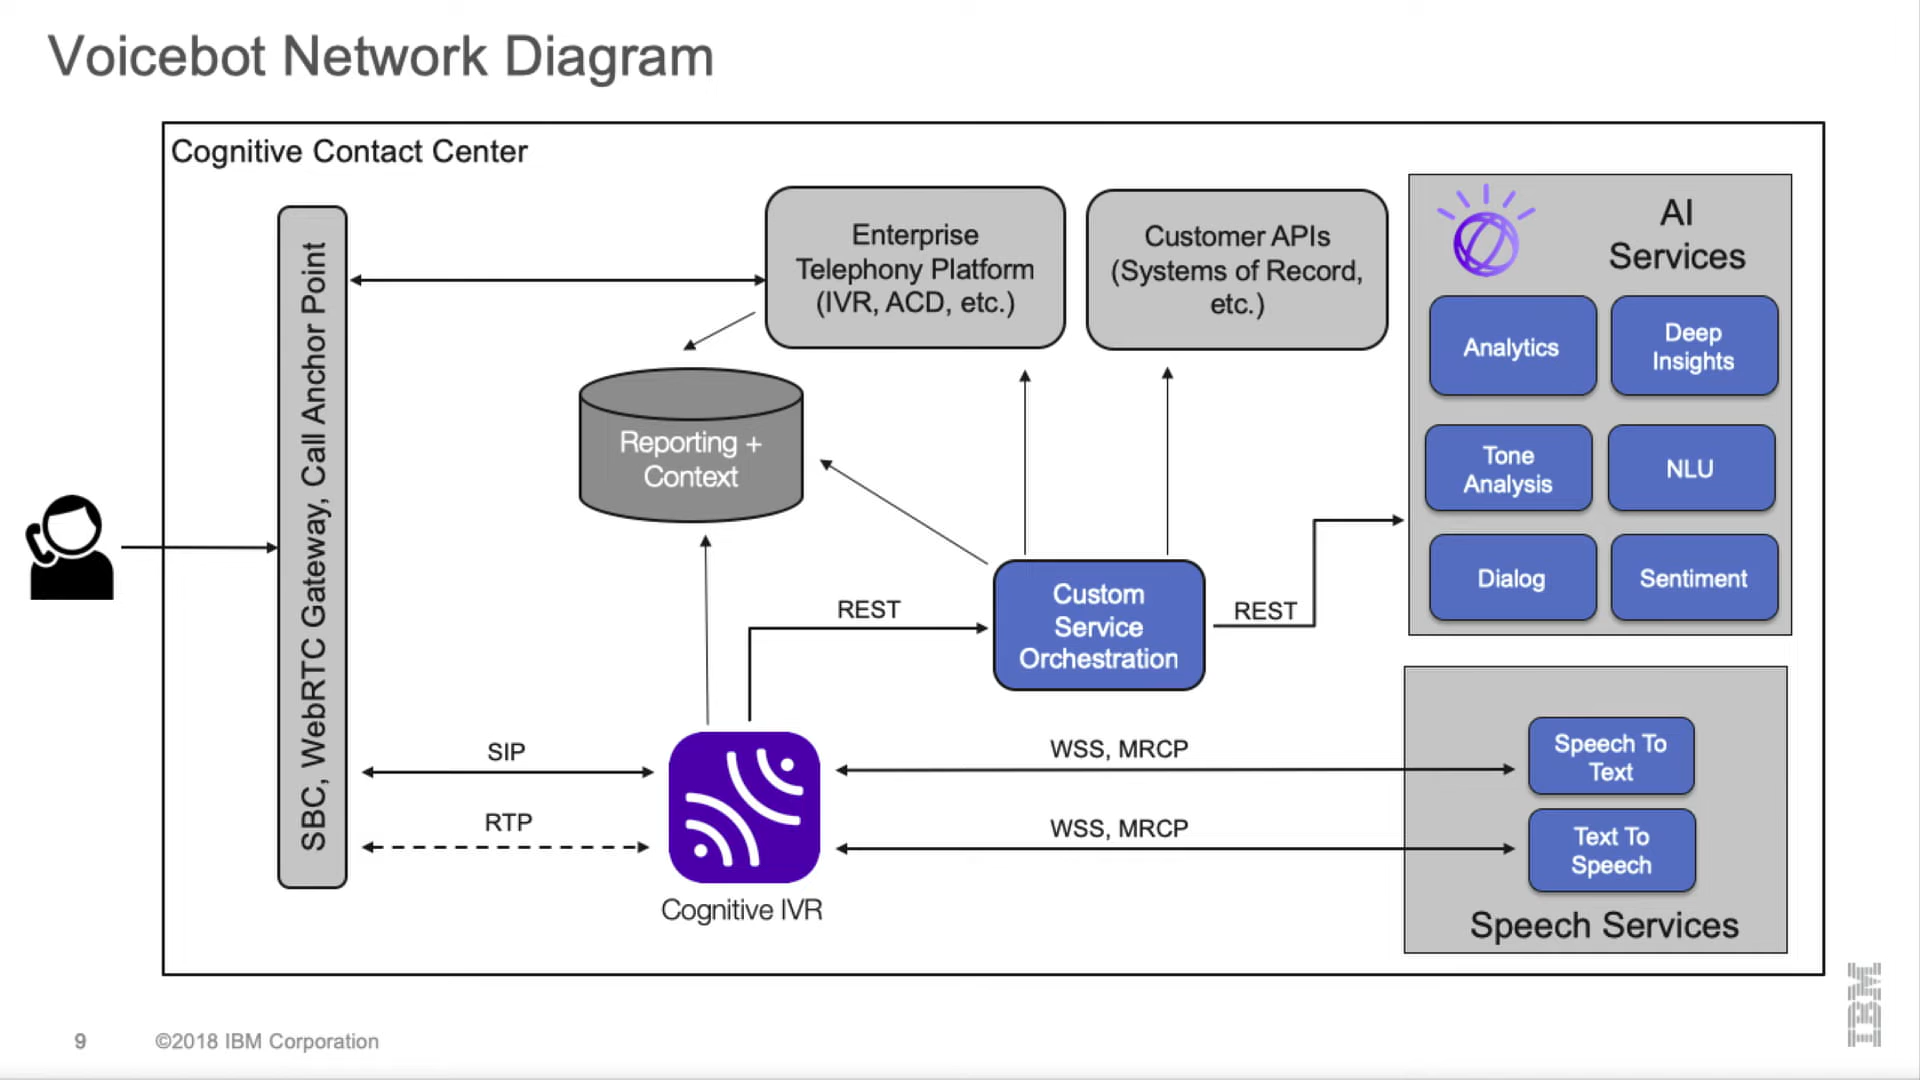 Voicebot Network Diagram
Cognitive Contact Center
SBC, WebRTC Gateway, Call Anchor Point
Enterprise
Telephony Platform
(IVR, ACD, etc.)
Customer APIs
(Systems of Record,
etc.)
AI
Services
Analytics
Deep
Insights
Tone
Analysis
NLU
Dialog
Sentiment
Reporting +
Context
REST
Custom
Service
Orchestration
REST
SIP
RTP
Cognitive IVR
WSS, MRCP
WSS, MRCP
Speech To
Text
Text To
Speech
Speech Services
9
©2018 IBM Corporation
IBM